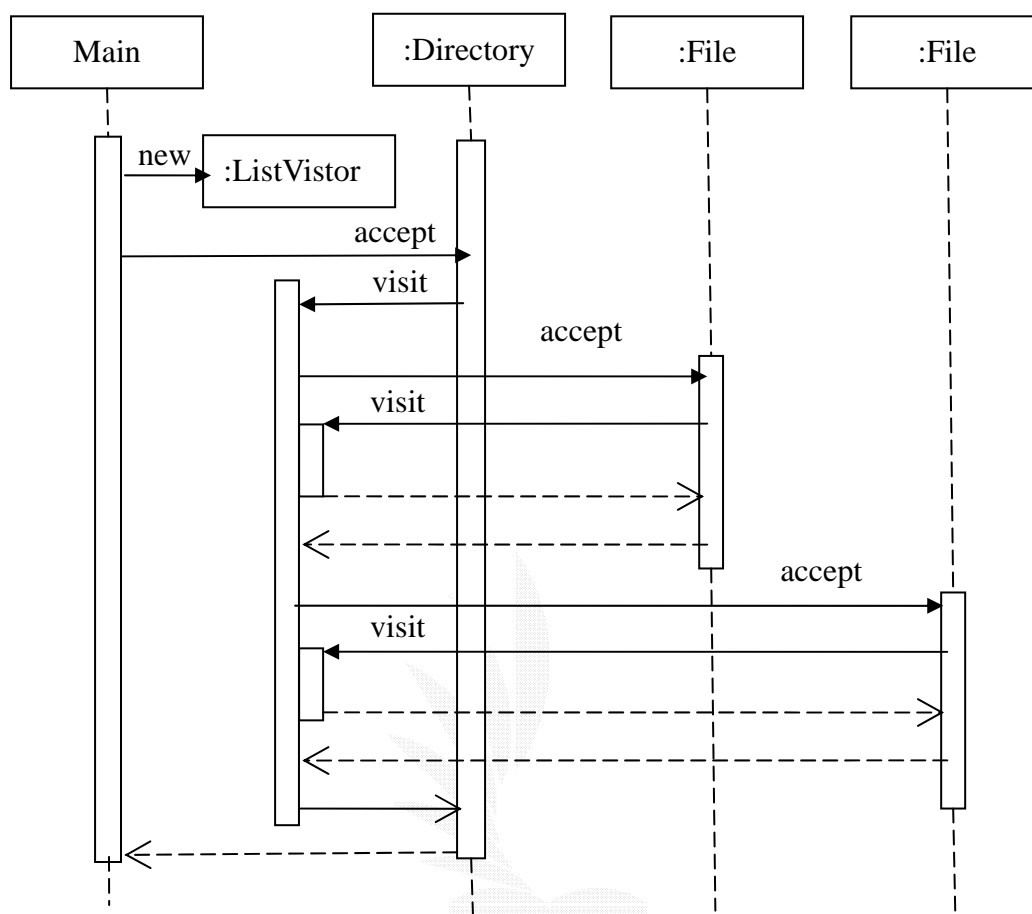 Main
:Directory
:File
:File
new
:ListVistor
accept
visit
accept
visit
accept
visit